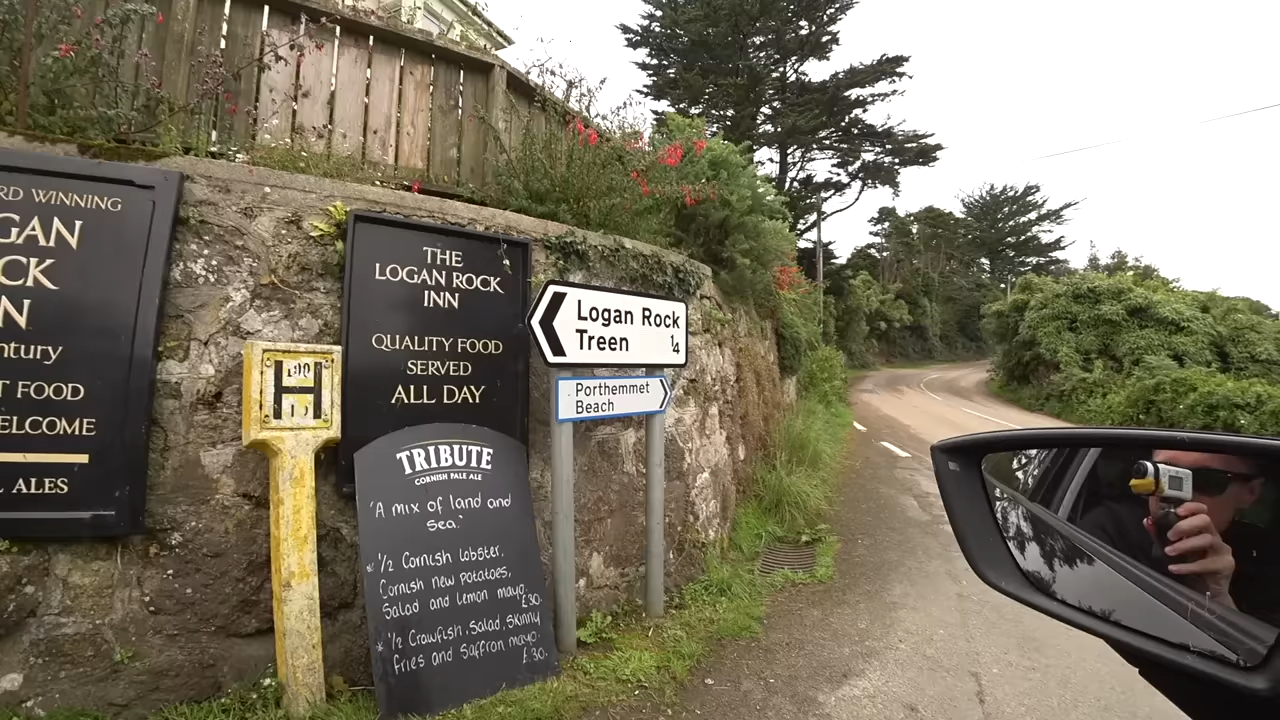 RD WINNING
GAN
CK
N
ntury
T FOOD
ELCOME
ALES
THE
LOGAN ROCK
INN
QUALITY FOOD
SERVED
ALL DAY
H
100
Logan Rock
Treen ¼
Porthemmet
Beach
TRIBUTE
CORNISH PALE ALE
"A mix of land and
Sea."
* ½ Cornish lobster,
Cornish new potatoes,
Salad and lemon mayo.
£30.
* ½ Crawfish, Salad, Skinny
fries and Saffron mayo.
£30.